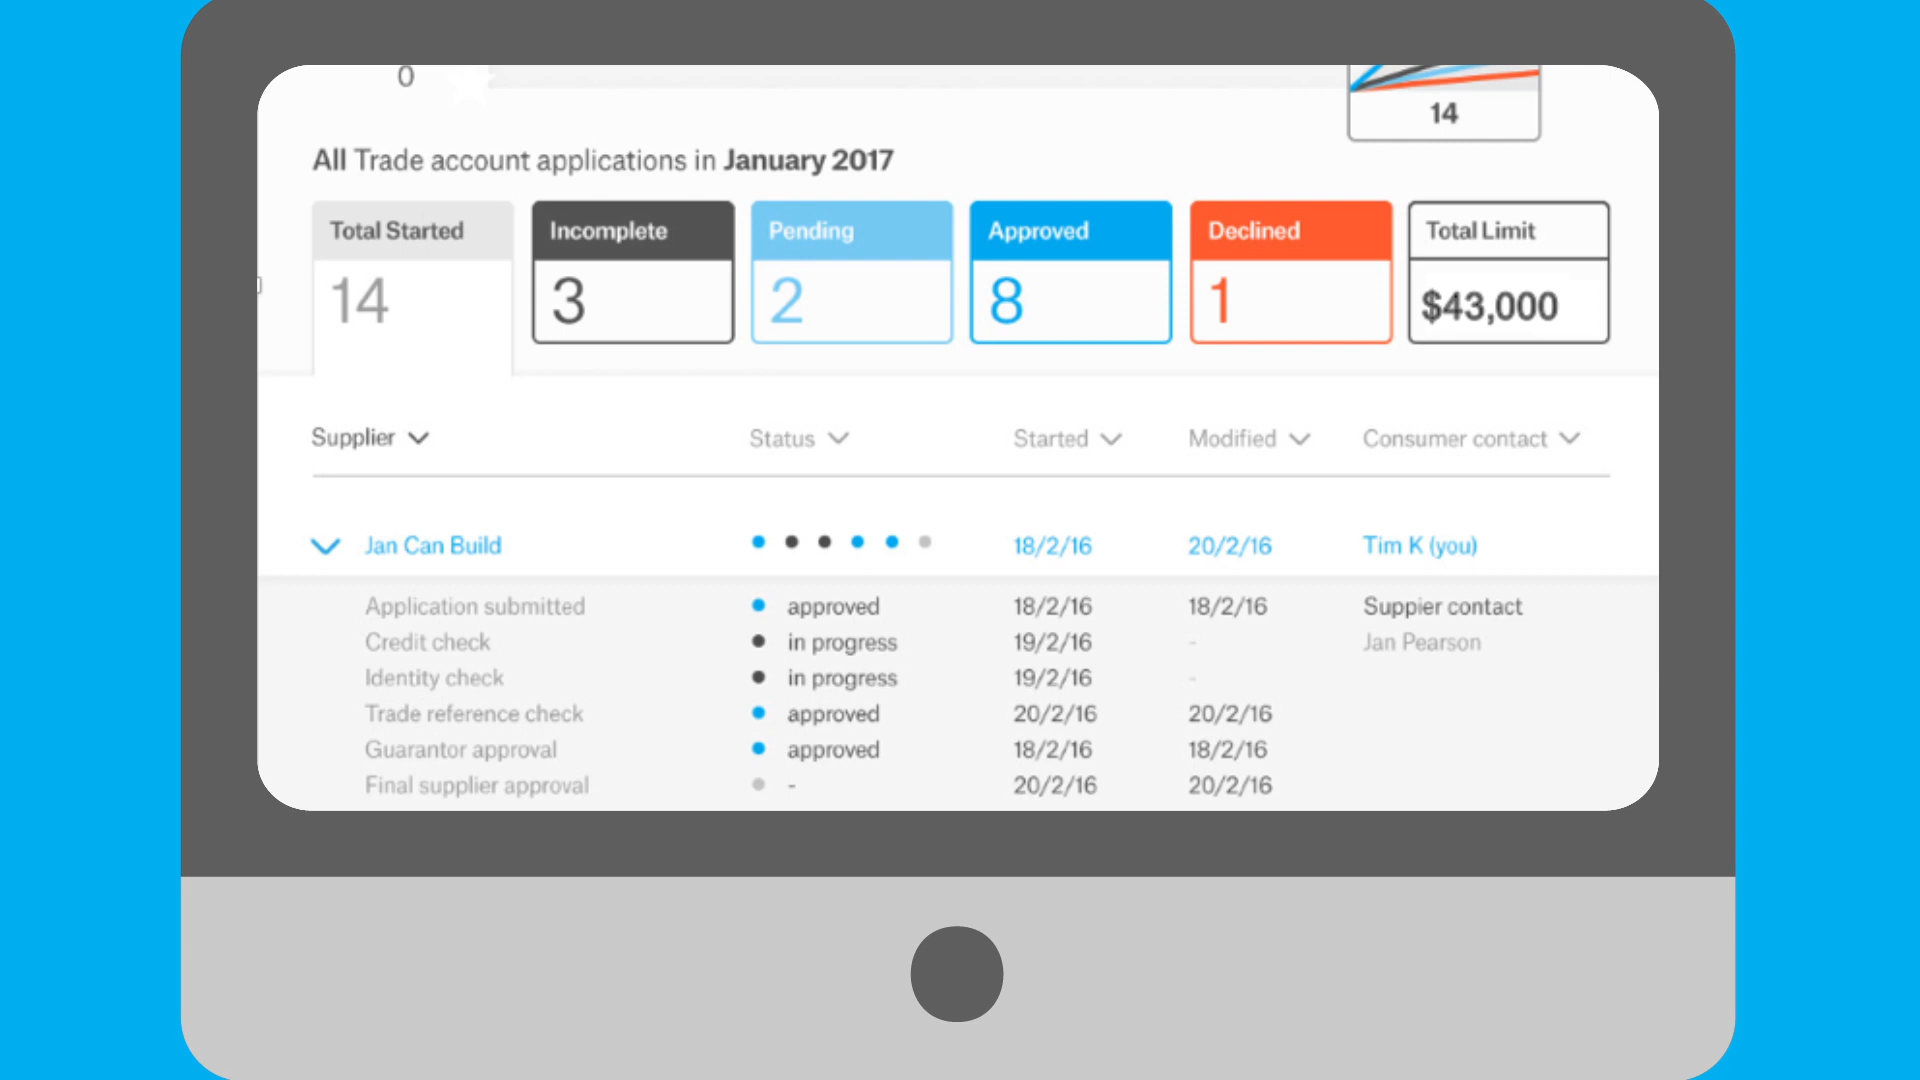 0
14
All Trade account applications in January 2017
Total Started Incomplete Pending Approved Declined Total Limit
14 3 2 8 1 $43,000
Supplier Status Started Modified Consumer contact
Jan Can Build 18/2/16 20/2/16 Tim K (you)
Application submitted approved 18/2/16 18/2/16 Suppier contact
Credit check in progress 19/2/16 - Jan Pearson
Identity check in progress 19/2/16 -
Trade reference check approved 20/2/16 20/2/16
Guarantor approval approved 18/2/16 18/2/16
Final supplier approval - 20/2/16 20/2/16